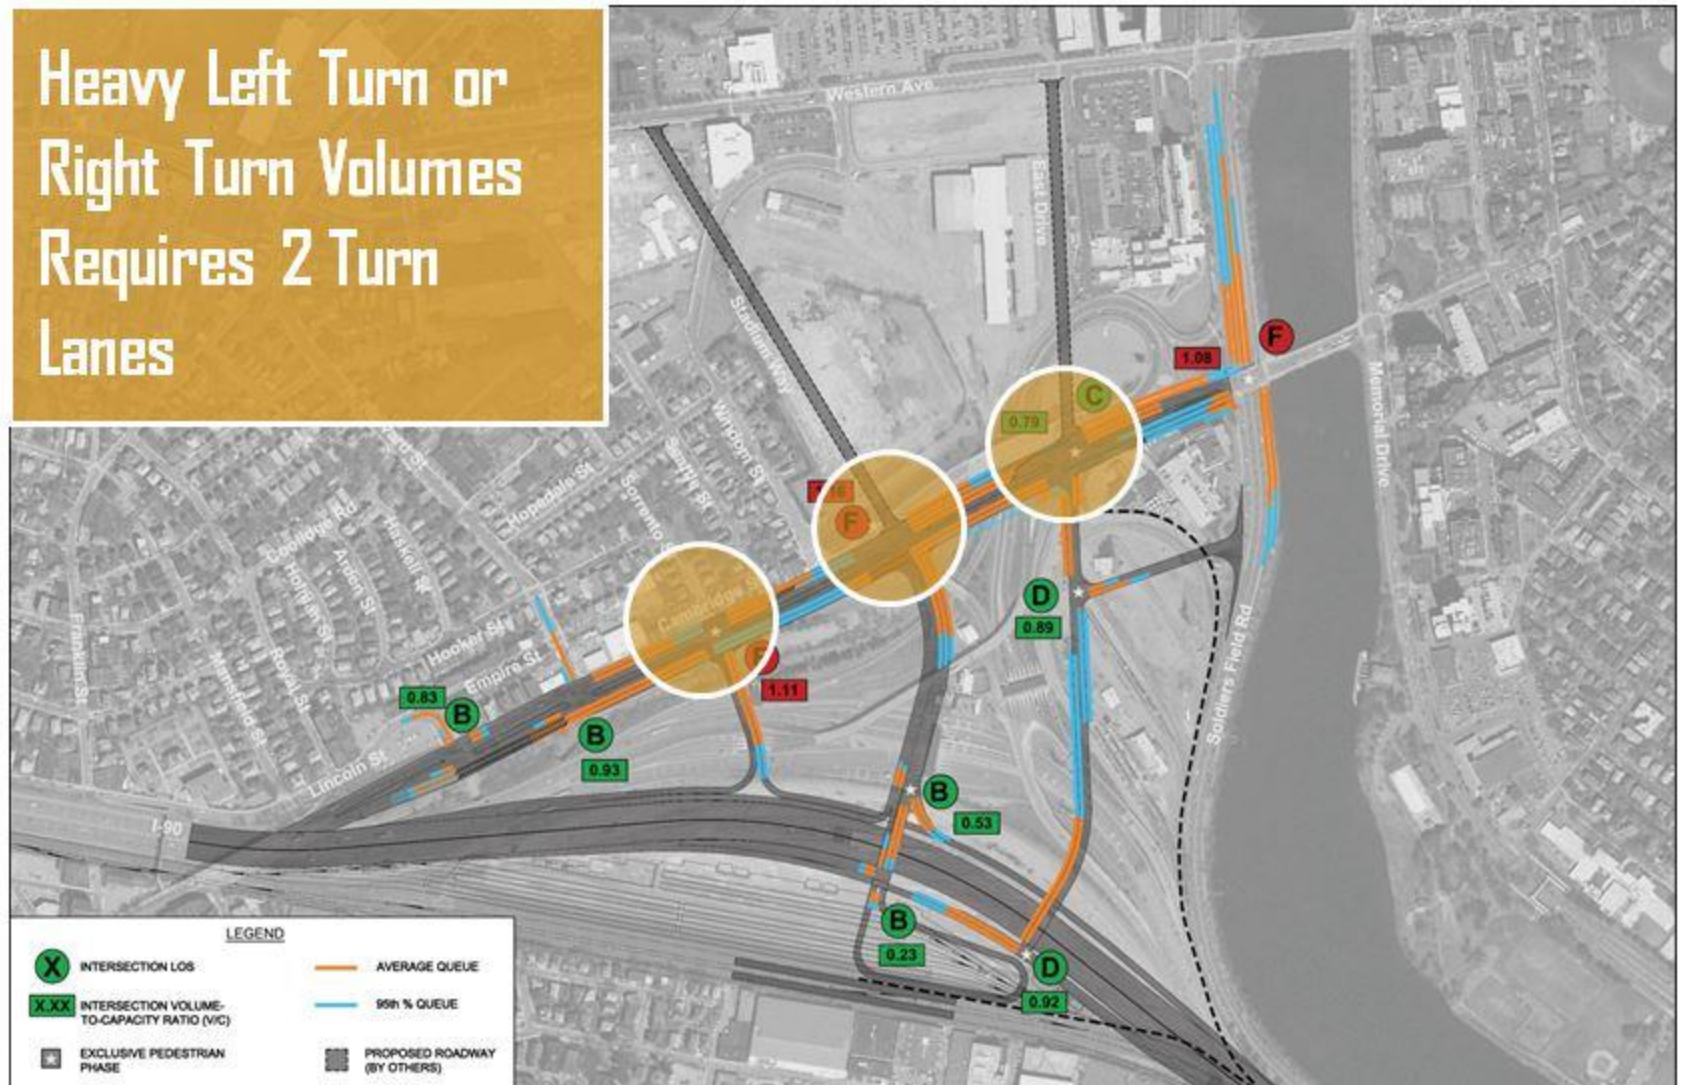 Heavy Left Turn or
Right Turn Volumes
Requires 2 Turn
Lanes
Western Ave.
East Drive
Stadium Way
Windom St
Seattle St
Sorrento S
Hopedale St
Coolidge Rd
Haskell St
Arden St
Holman St
Royal St
Mansfield St
Franklin St
Hooker St
Empire St
Lincoln St
Cambridge St
I-90
Memorial Drive
Soldiers Field Rd
1.08
F
C
0.79
F
1.11
D
0.89
0.83
B
B
0.93
B
0.53
B
0.23
D
0.92
LEGEND
X INTERSECTION LOS
X.XX INTERSECTION VOLUME-
TO-CAPACITY RATIO (V/C)
EXCLUSIVE PEDESTRIAN
PHASE
AVERAGE QUEUE
95th % QUEUE
PROPOSED ROADWAY
(BY OTHERS)